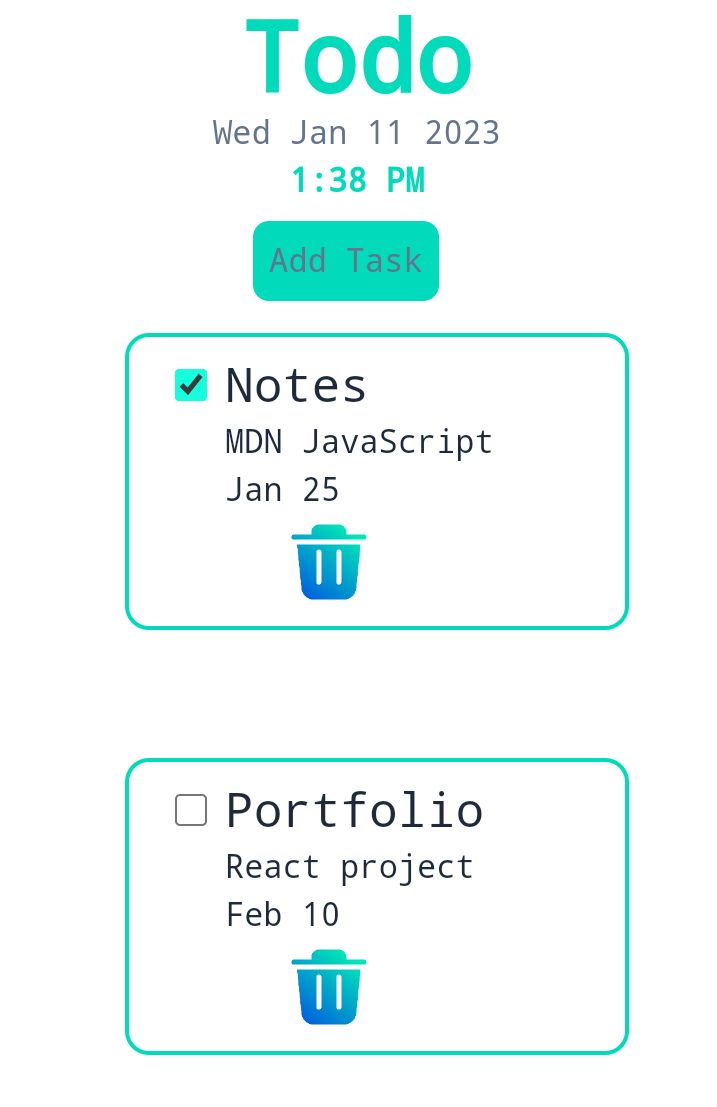 Todo
Wed Jan 11 2023
1:38 PM
Add Task
Notes
MDN JavaScript
Jan 25
Portfolio
React project
Feb 10